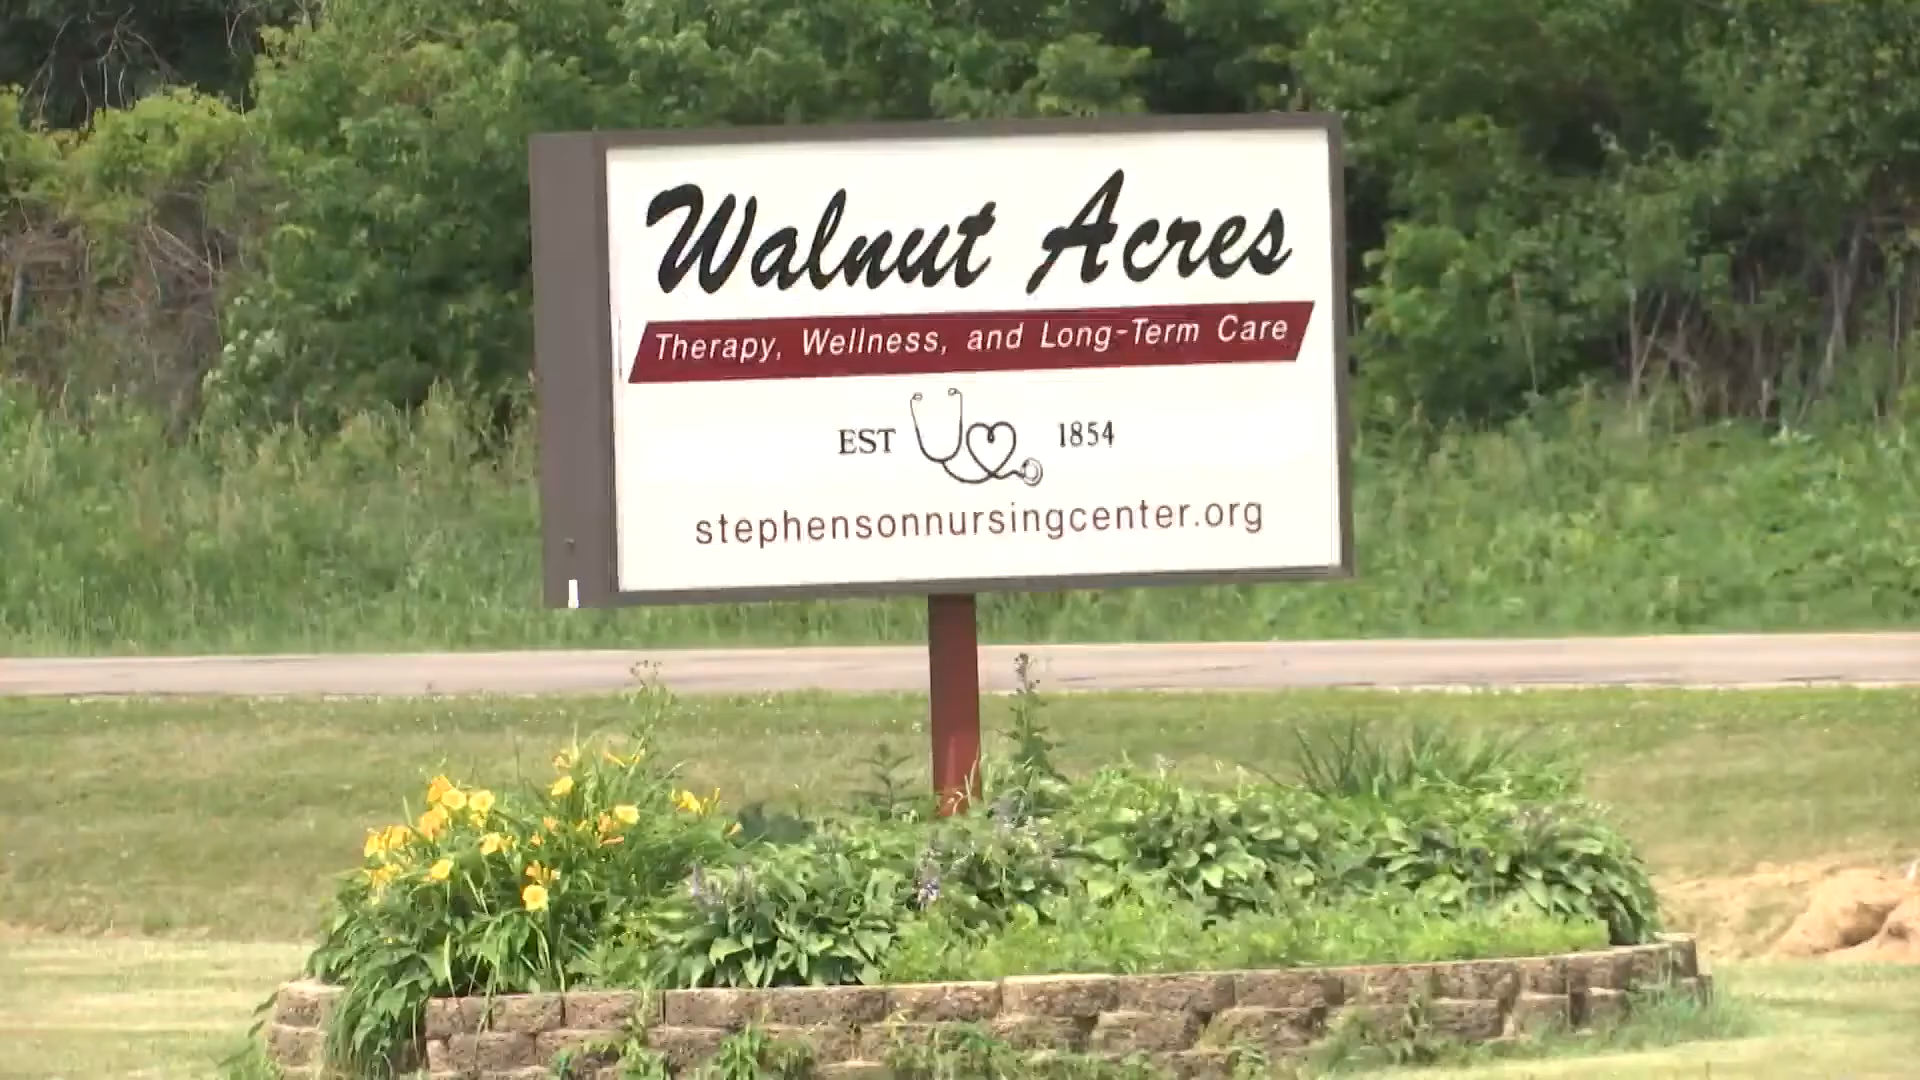 Walnut Acres
Therapy, Wellness, and Long-Term Care
EST 1854
stephensonnursingcenter.org